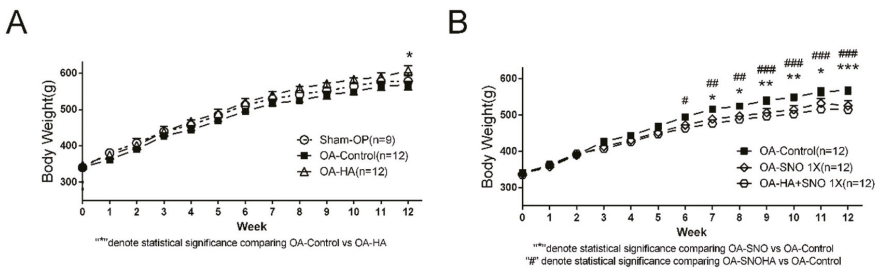 A
B
Body Weight(g)
600
500
400
300
*
Sham-OP(n=9)
OA-Control(n=12)
OA-HA(n=12)
0 1 2 3 4 5 6 7 8 9 10 11 12
Week
"*"denote statistical significance comparing OA-Control vs OA-HA
Body Weight(g)
600
500
400
300
# ## ## ### ### ### ###
* * ** ** * ***
OA-Control(n=12)
OA-SNO 1X(n=12)
OA-HA+SNO 1X(n=12)
0 1 2 3 4 5 6 7 8 9 10 11 12
Week
"*"denote statistical significance comparing OA-SNO vs OA-Control
"#" denote statistical significance comparing OA-SNOHA vs OA-Control